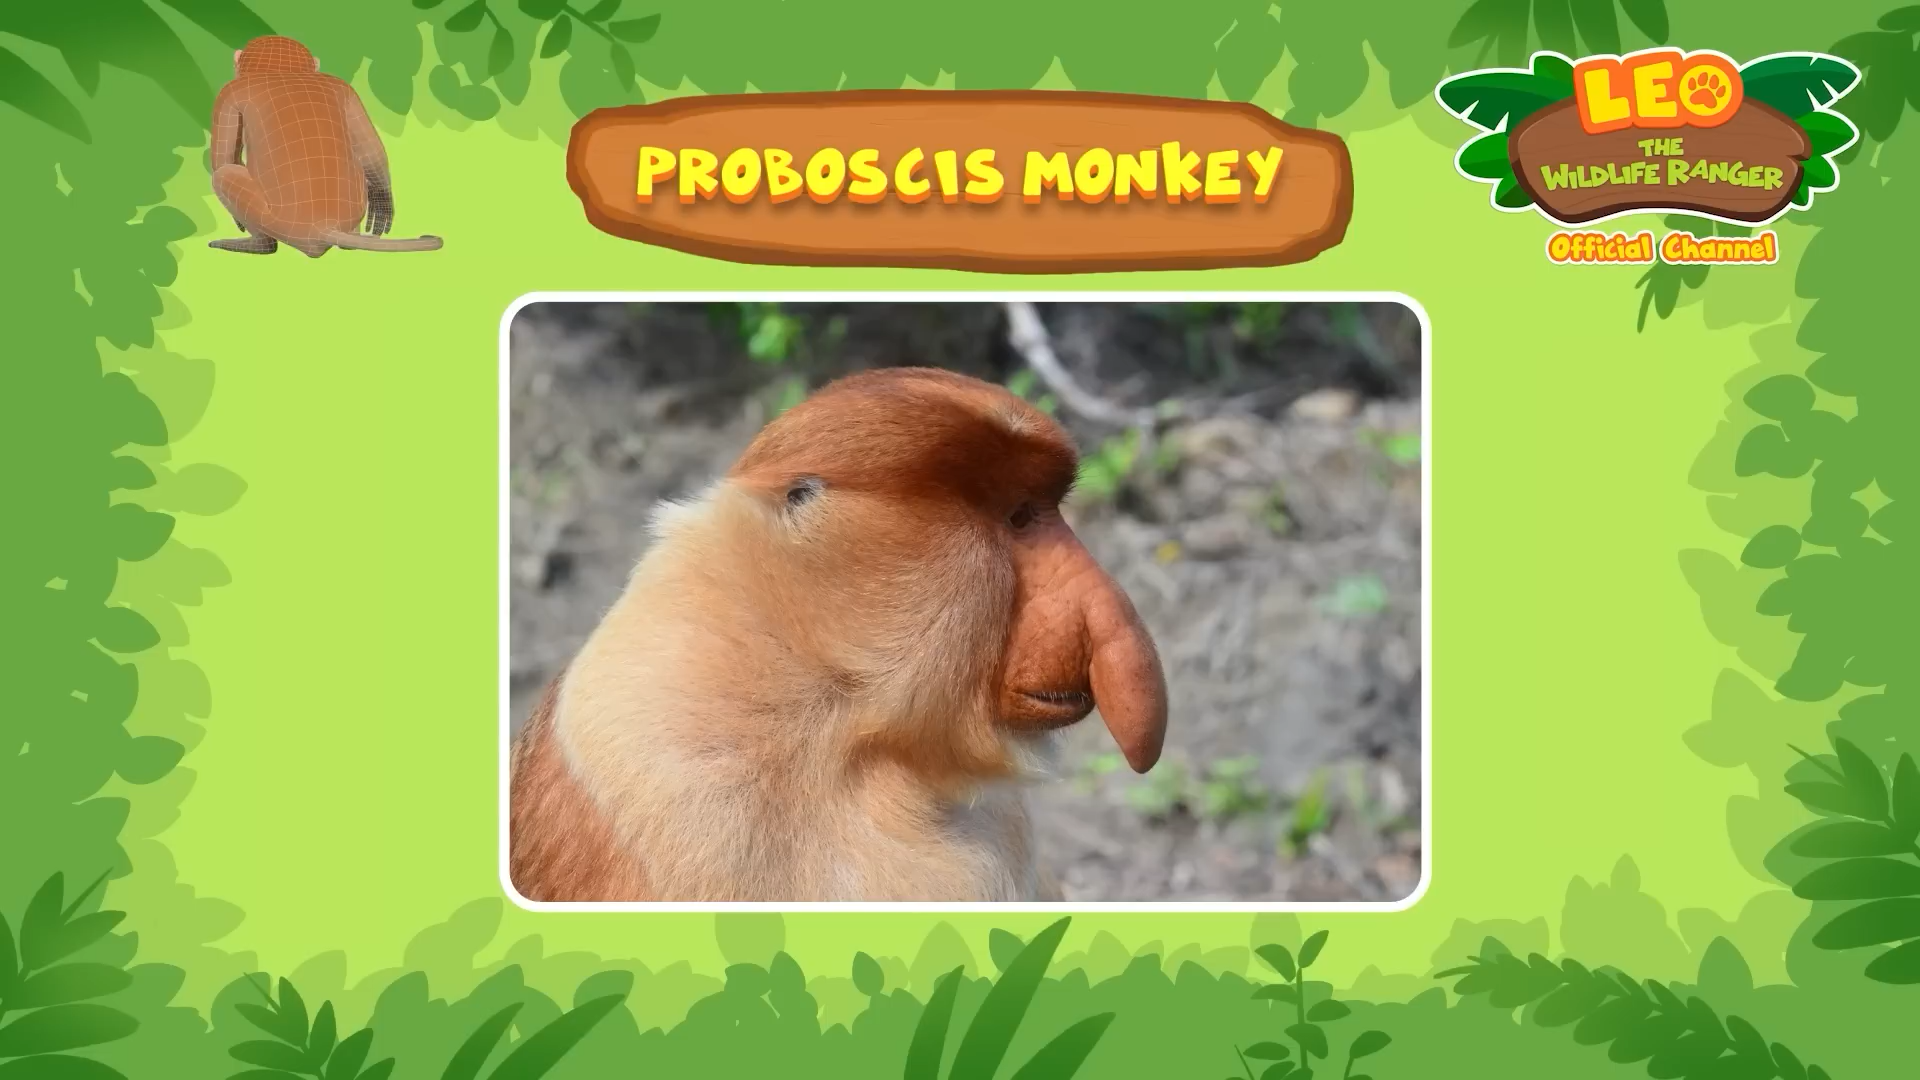 PROBOSCIS MONKEY
LEO
THE
WILDLIFE RANGER
Official Channel